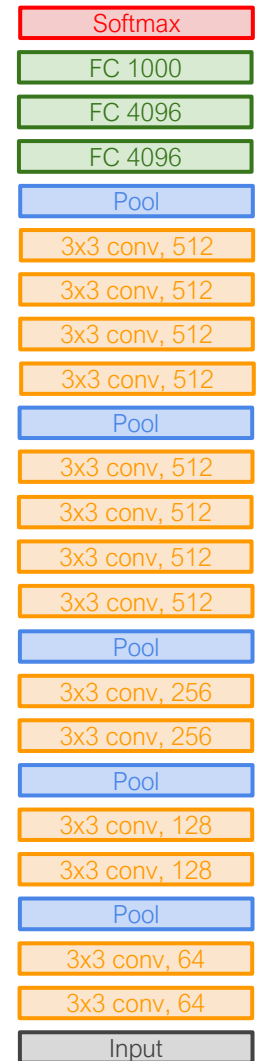 Softmax
FC 1000
FC 4096
FC 4096
Pool
3x3 conv, 512
3x3 conv, 512
3x3 conv, 512
3x3 conv, 512
Pool
3x3 conv, 512
3x3 conv, 512
3x3 conv, 512
3x3 conv, 512
Pool
3x3 conv, 256
3x3 conv, 256
Pool
3x3 conv, 128
3x3 conv, 128
Pool
3x3 conv, 64
3x3 conv, 64
Input